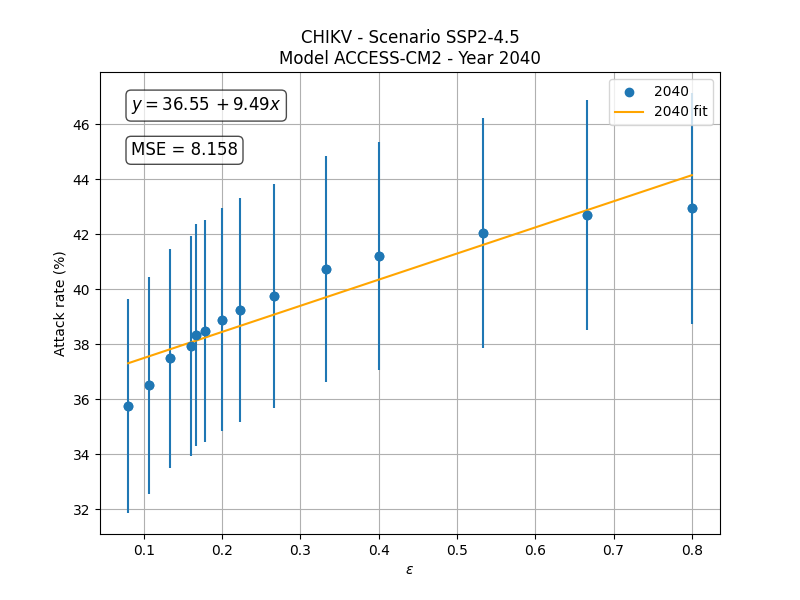 CHIKV - Scenario SSP2-4.5
Model ACCESS-CM2 - Year 2040
y = 36.55 + 9.49x
MSE = 8.158
2040
2040 fit
Attack rate (%)
46
44
42
40
38
36
34
32
0.1 0.2 0.3 0.4 0.5 0.6 0.7 0.8
ε